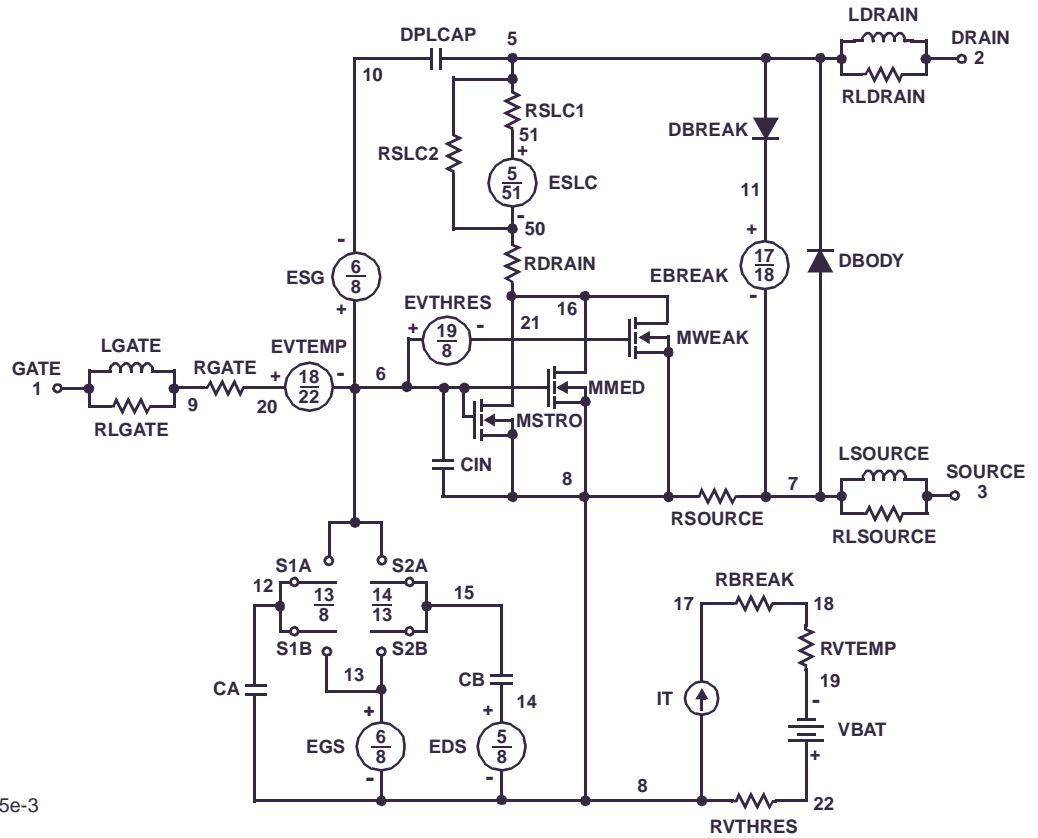 LDRAIN
DPLCAP 5 DRAIN
2
10
RLDRAIN
RSLC1
DBREAK
51
RSLC2
+
5
51
ESLC
11
-
50
+
-
RDRAIN
17
18
EBREAK
DBODY
6
8
ESG
-
EVTHRES
+
16
21
+
19
8
-
MWEAK
LGATE
EVTEMP
GATE
1
RGATE
+
18
22
-
6
MMED
9
20
MSTRO
RLGATE
LSOURCE
CIN
8
7
SOURCE
3
RSOURCE
RLSOURCE
S1A
S2A
12
13
8
14
13
15
RBREAK
17
18
S1B
S2B
RVTEMP
13
CB
19
CA
14
IT
-
+
+
VBAT
EGS
6
8
EDS
5
8
+
-
-
8
22
RVTHRES
5e-3